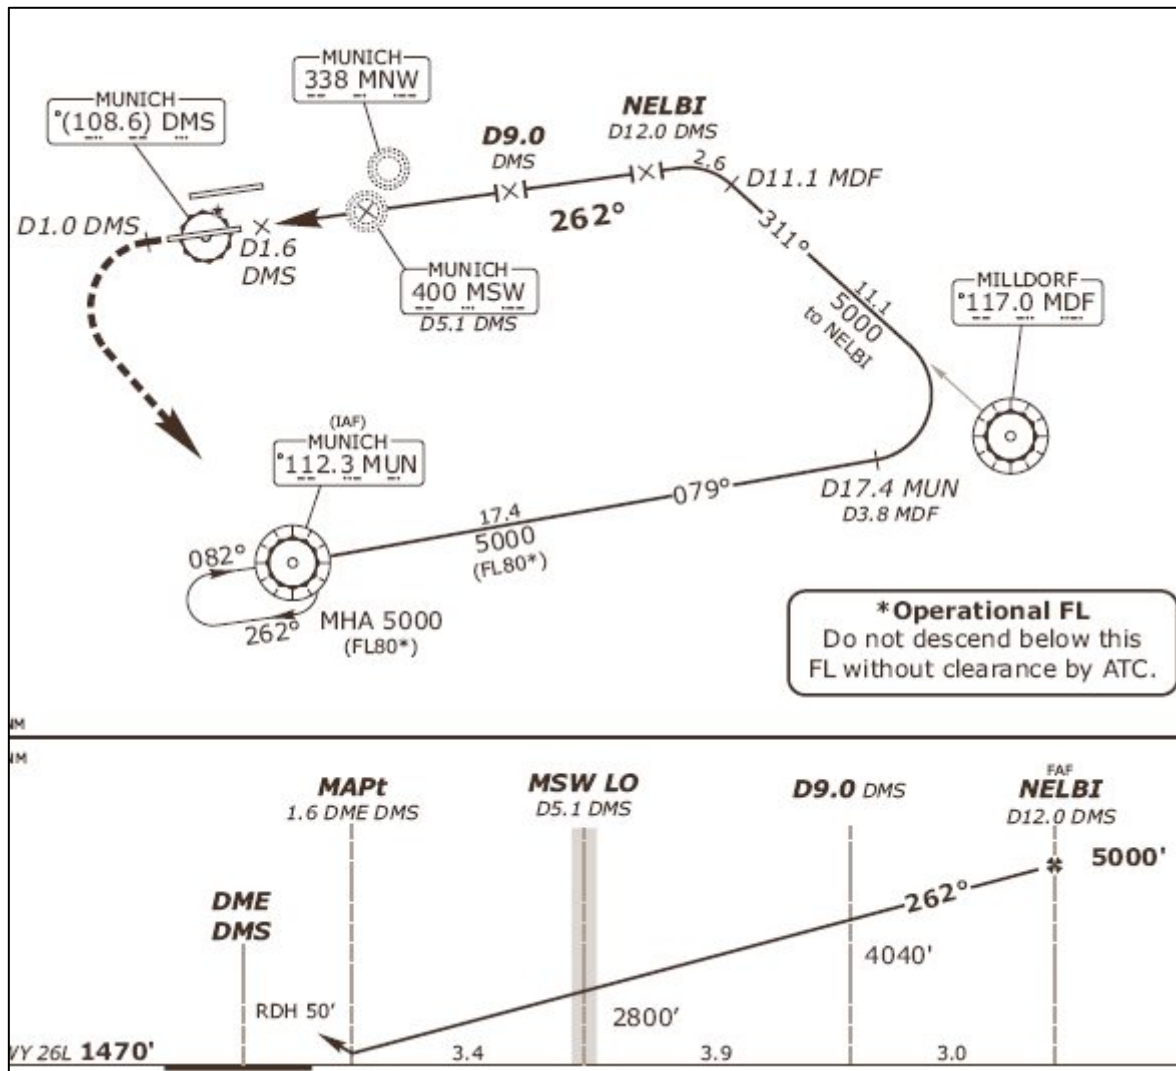 MUNICH
338 MNW
MUNICH
°(108.6) DMS
NELBI
D12.0 DMS
D9.0
DMS
2.6
D11.1 MDF
262°
311°
D1.0 DMS
D1.6
DMS
MUNICH
400 MSW
D5.1 DMS
11.1
5000
to NELBI
MILLDORF
°117.0 MDF
(IAF)
MUNICH
°112.3 MUN
079°
D17.4 MUN
D3.8 MDF
17.4
5000
(FL80*)
082°
262°
MHA 5000
(FL80*)
*Operational FL
Do not descend below this
FL without clearance by ATC.
NM
NM
MAPt
1.6 DME DMS
MSW LO
D5.1 DMS
D9.0 DMS
FAF
NELBI
D12.0 DMS
5000'
262°
DME
DMS
4040'
RDH 50'
2800'
WY 26L 1470'
3.4
3.9
3.0